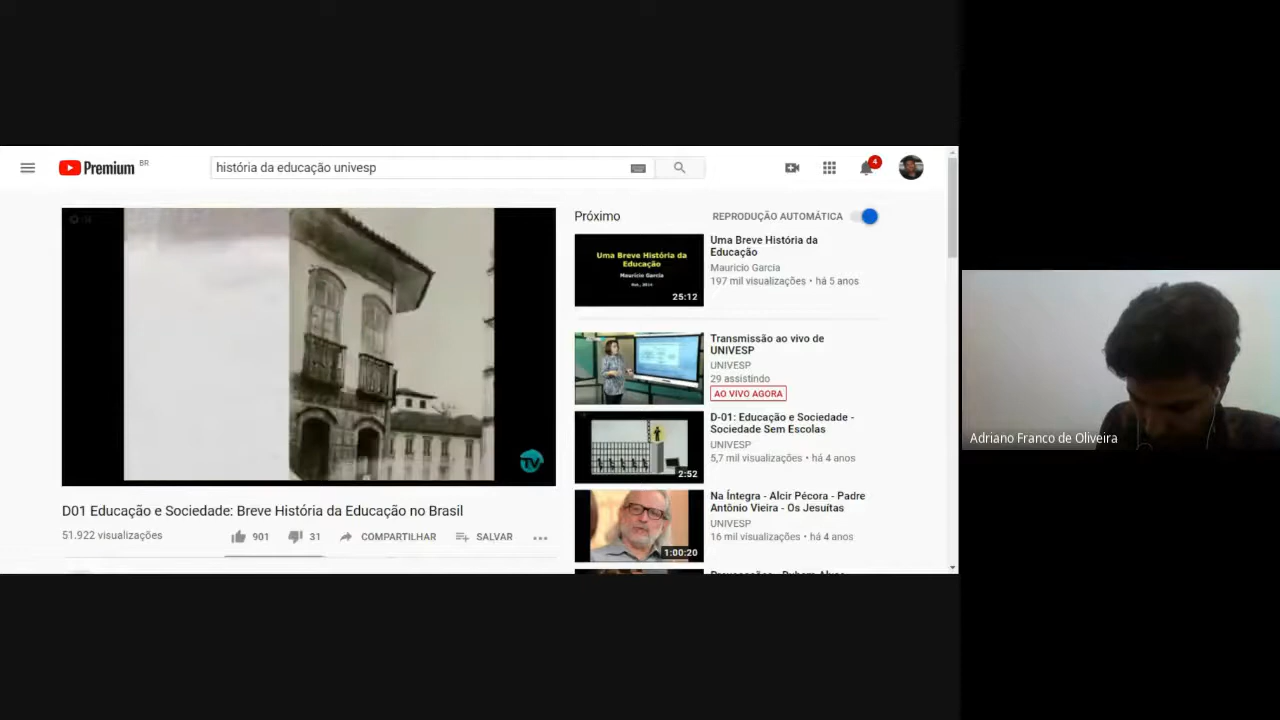 Premium BR
história da educação univesp
4
Próximo
REPRODUÇÃO AUTOMÁTICA
Uma Breve História da
Educação
Mauricio Garcia
25:12
Uma Breve História da
Educação
Mauricio Garcia
197 mil visualizações • há 5 anos
Transmissão ao vivo de
UNIVESP
UNIVESP
29 assistindo
AO VIVO AGORA
D-01: Educação e Sociedade -
Sociedade Sem Escolas
UNIVESP
5,7 mil visualizações • há 4 anos
2:52
Na Íntegra - Alcir Pécora - Padre
Antônio Vieira - Os Jesuítas
UNIVESP
16 mil visualizações • há 4 anos
1:00:20
TV
D01 Educação e Sociedade: Breve História da Educação no Brasil
51.922 visualizações
901
31
COMPARTILHAR
SALVAR
Adriano Franco de Oliveira